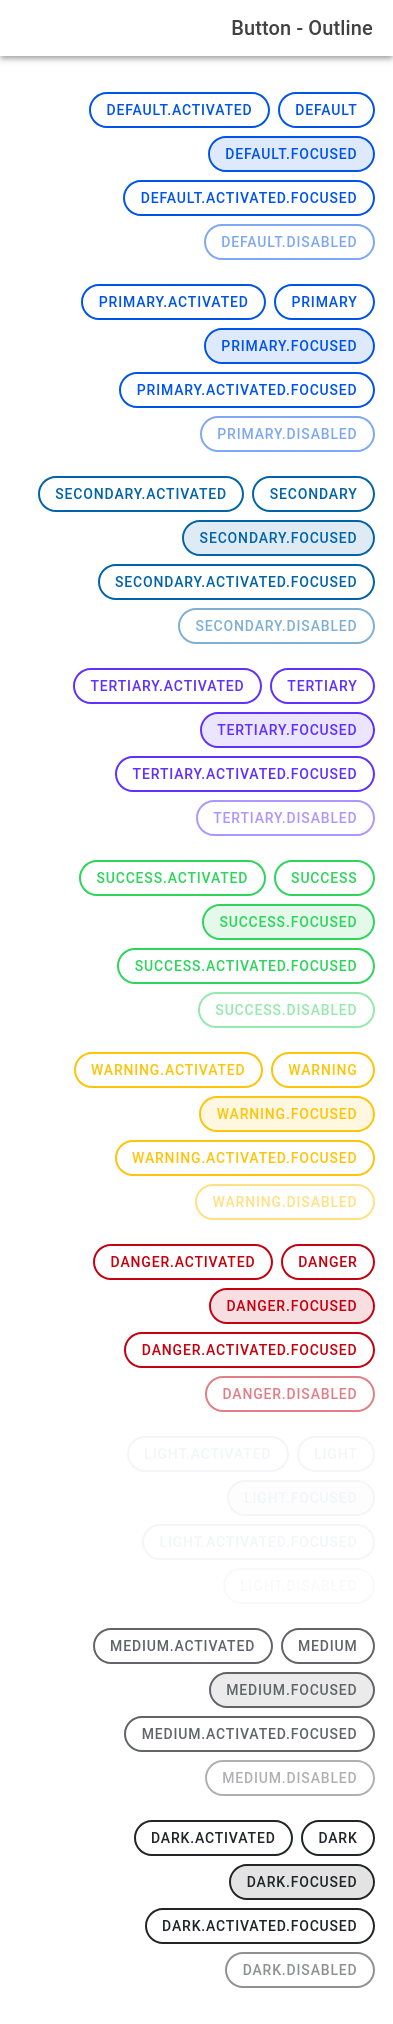 Button - Outline
DEFAULT.ACTIVATED DEFAULT
DEFAULT.FOCUSED
DEFAULT.ACTIVATED.FOCUSED
DEFAULT.DISABLED
PRIMARY.ACTIVATED PRIMARY
PRIMARY.FOCUSED
PRIMARY.ACTIVATED.FOCUSED
PRIMARY.DISABLED
SECONDARY.ACTIVATED SECONDARY
SECONDARY.FOCUSED
SECONDARY.ACTIVATED.FOCUSED
SECONDARY.DISABLED
TERTIARY.ACTIVATED TERTIARY
TERTIARY.FOCUSED
TERTIARY.ACTIVATED.FOCUSED
TERTIARY.DISABLED
SUCCESS.ACTIVATED SUCCESS
SUCCESS.FOCUSED
SUCCESS.ACTIVATED.FOCUSED
SUCCESS.DISABLED
WARNING.ACTIVATED WARNING
WARNING.FOCUSED
WARNING.ACTIVATED.FOCUSED
WARNING.DISABLED
DANGER.ACTIVATED DANGER
DANGER.FOCUSED
DANGER.ACTIVATED.FOCUSED
DANGER.DISABLED
LIGHT.ACTIVATED LIGHT
LIGHT.FOCUSED
LIGHT.ACTIVATED.FOCUSED
LIGHT.DISABLED
MEDIUM.ACTIVATED MEDIUM
MEDIUM.FOCUSED
MEDIUM.ACTIVATED.FOCUSED
MEDIUM.DISABLED
DARK.ACTIVATED DARK
DARK.FOCUSED
DARK.ACTIVATED.FOCUSED
DARK.DISABLED